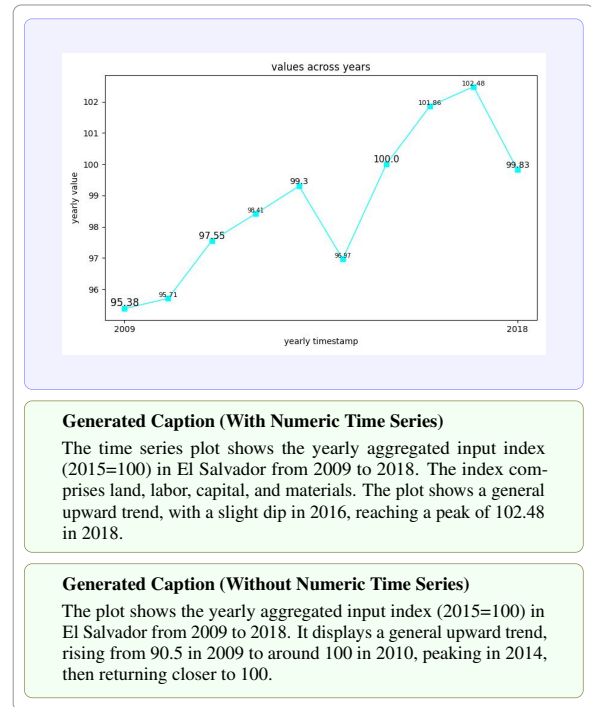 values across years
102.48
101.86
102
101
100.0
100
99.83
99.3
99
yearly value
98.41
98
97.55
97
96.97
96
95.71
95.38
2009
2018
yearly timestamp
Generated Caption (With Numeric Time Series)
The time series plot shows the yearly aggregated input index
(2015=100) in El Salvador from 2009 to 2018. The index com-
prises land, labor, capital, and materials. The plot shows a general
upward trend, with a slight dip in 2016, reaching a peak of 102.48
in 2018.
Generated Caption (Without Numeric Time Series)
The plot shows the yearly aggregated input index (2015=100) in
El Salvador from 2009 to 2018. It displays a general upward trend,
rising from 90.5 in 2009 to around 100 in 2010, peaking in 2014,
then returning closer to 100.